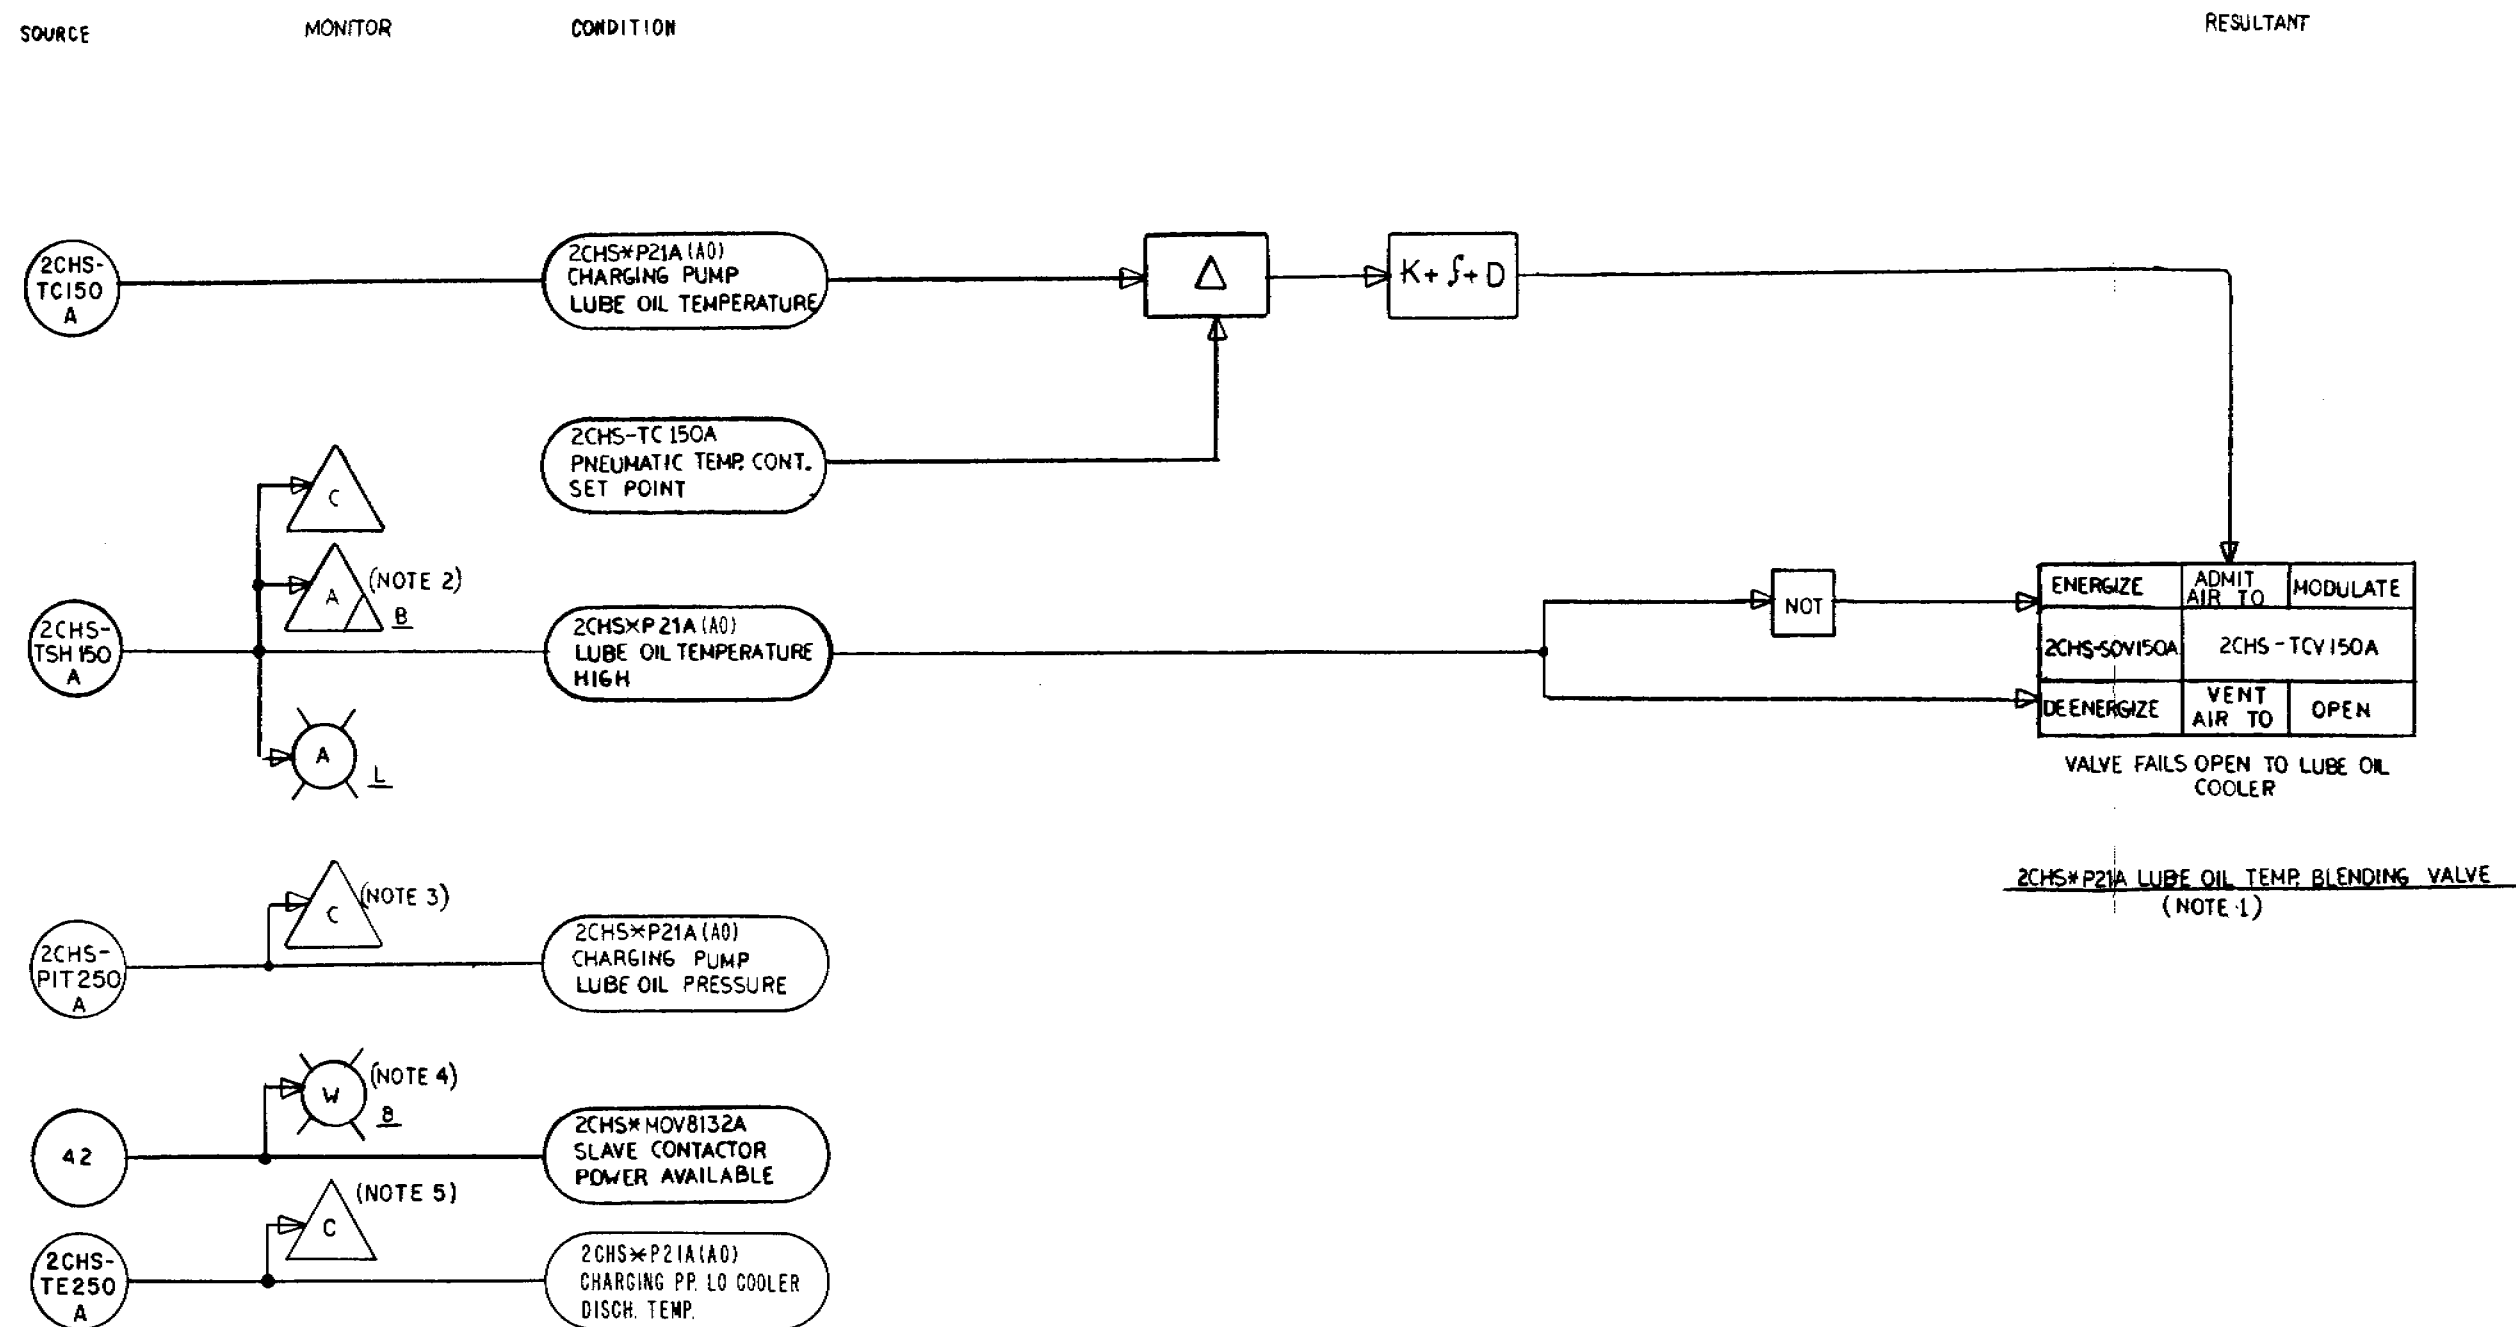 SOURCE
MONITOR
CONDITION
RESULTANT
2CHS-
TC150
A
2CHS*P21A (AO)
CHARGING PUMP
LUBE OIL TEMPERATURE
Δ
K+ ∫+ D
2CHS-TC 150A
PNEUMATIC TEMP. CONT.
SET POINT
C
A
(NOTE 2)
B
2CHS-
TSH 150
A
2CHS*P21A (AO)
LUBE OIL TEMPERATURE
HIGH
A
L
NOT
ENERGIZE
ADMIT
AIR TO
MODULATE
2CHS-SOV150A
2CHS-TCV150A
DEENERGIZE
VENT
AIR TO
OPEN
VALVE FAILS OPEN TO LUBE OIL
COOLER
2CHS*P21A LUBE OIL TEMP. BLENDING VALVE
(NOTE 1)
C
(NOTE 3)
2CHS-
PIT250
A
2CHS*P21A (AO)
CHARGING PUMP
LUBE OIL PRESSURE
W
(NOTE 4)
B
42
2CHS*MOV8132A
SLAVE CONTACTOR
POWER AVAILABLE
C
(NOTE 5)
2CHS-
TE250
A
2CHS*P21A(AO)
CHARGING PP. LO COOLER
DISCH. TEMP.